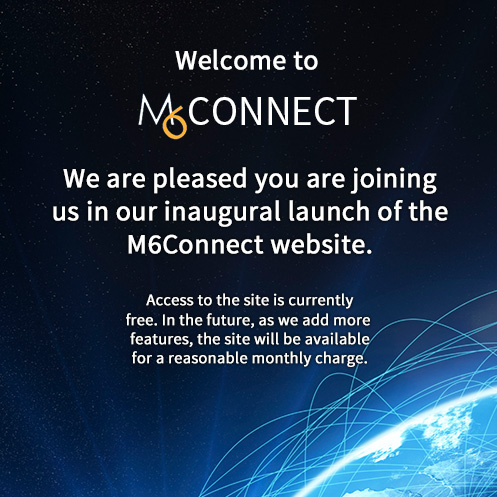 Welcome to
M6CONNECT
We are pleased you are joining
us in our inaugural launch of the
M6Connect website.
Access to the site is currently
free. In the future, as we add more
features, the site will be available
for a reasonable monthly charge.